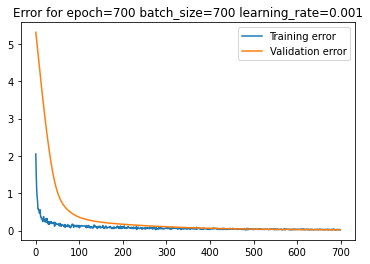 Error for epoch=700 batch_size=700 learning_rate=0.001
Training error
Validation error
5
4
3
2
1
0
0 100 200 300 400 500 600 700